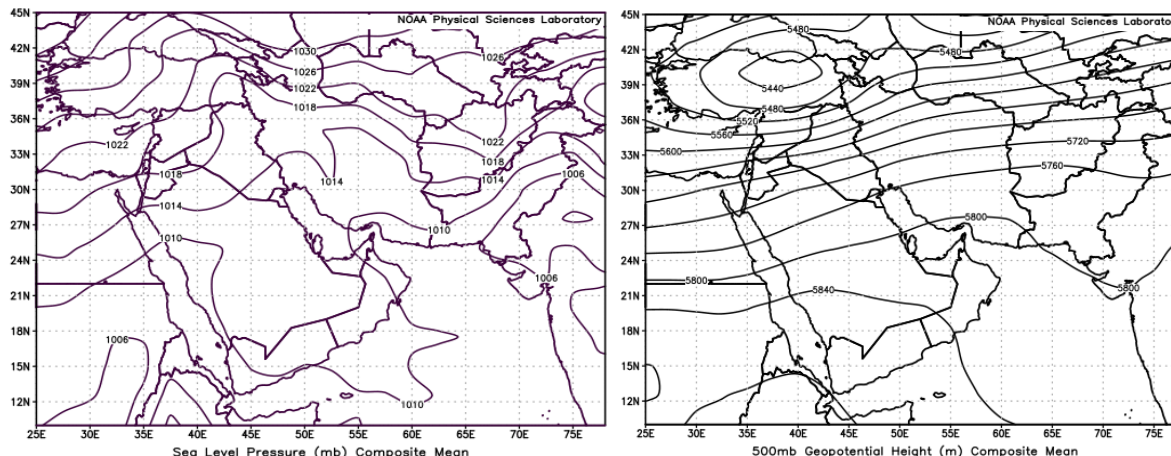 NOAA Physical Sciences Laboratory
45N
42N
39N
36N
33N
30N
27N
24N
21N
18N
15N
12N
1030
1026
1026
1022
1018
1022
1022
1018
1014
1018
1014
1014
1006
1010
1010
1006
1006
1010
25E 30E 35E 40E 45E 50E 55E 60E 65E 70E 75E
Sea Level Pressure (mb) Composite Mean
NOAA Physical Sciences Laborato
45N
42N
39N
36N
33N
30N
27N
24N
21N
18N
15N
12N
5480
5480
5440
5480
5520
5560
5600
5720
5760
5800
5800
5800
5840
25E 30E 35E 40E 45E 50E 55E 60E 65E 70E 75E
500mb Geopotential Height (m) Composite Mean